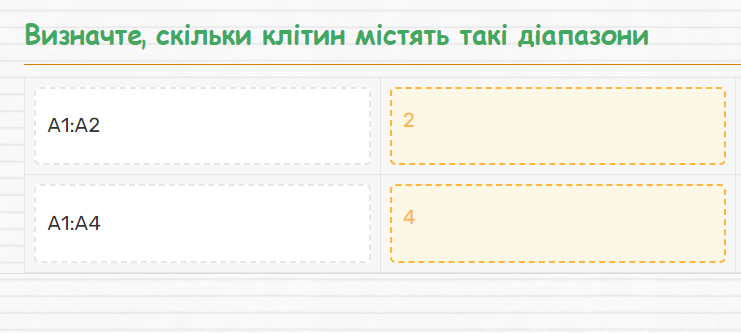 Визначте, скільки клітин містять такі діапазони
A1:A2
2
A1:A4
4